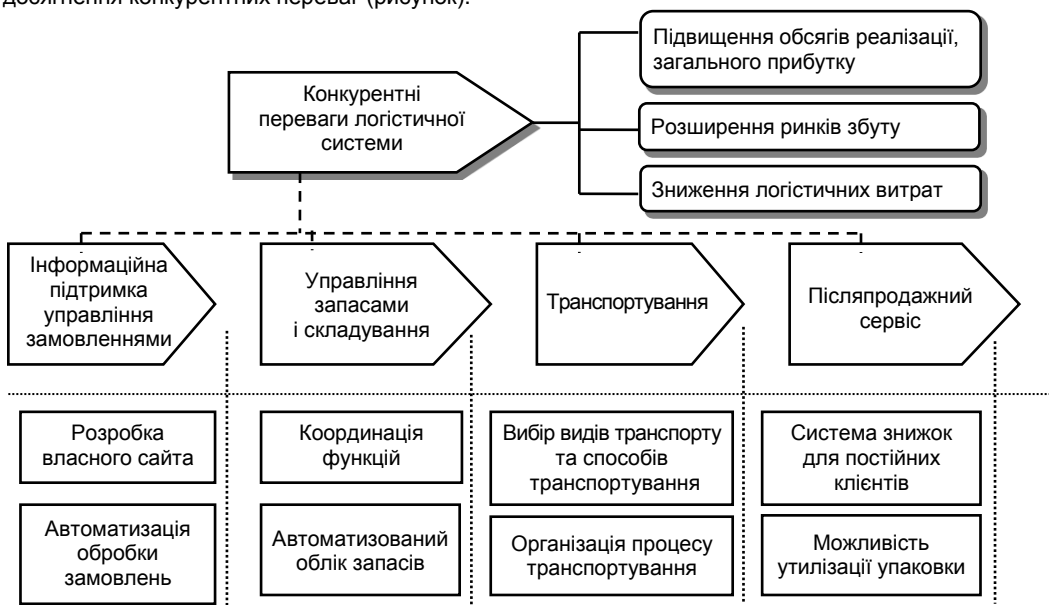 досягнення конкурентних переваг (рисунок).
Конкурентні
переваги логістичної
системи
Підвищення обсягів реалізації,
загального прибутку
Розширення ринків збуту
Зниження логістичних витрат
Інформаційна
підтримка
управління
замовленнями
Управління
запасами
і складування
Транспортування
Післяпродажний
сервіс
Розробка
власного сайта
Координація
функцій
Вибір видів транспорту
та способів
транспортування
Система знижок
для постійних
клієнтів
Автоматизація
обробки
замовлень
Автоматизований
облік запасів
Організація процесу
транспортування
Можливість
утилізації упаковки